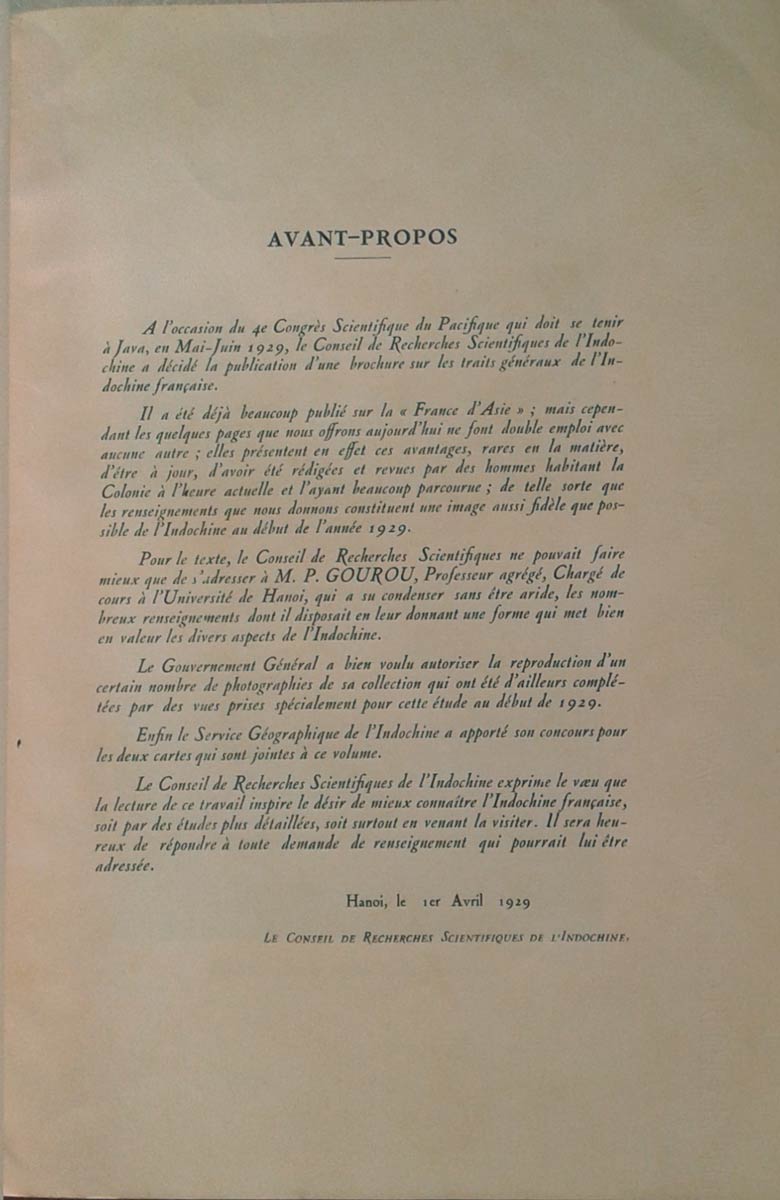 AVANT–PROPOS
A l'occasion du 4e Congrès Scientifique du Pacifique qui doit se tenir
à Java, en Mai-Juin 1929, le Conseil de Recherches Scientifiques de l'Indo-
chine a décidé la publication d'une brochure sur les traits généraux de l'In-
dochine française.
Il a été déjà beaucoup publié sur la « France d'Asie » ; mais cepen-
dant les quelques pages que nous offrons aujourd'hui ne font double emploi avec
aucune autre ; elles présentent en effet ces avantages, rares en la matière,
d'être à jour, d'avoir été rédigées et revues par des hommes habitant la
Colonie à l'heure actuelle et l'ayant beaucoup parcourue ; de telle sorte que
les renseignements que nous donnons constituent une image aussi fidèle que pos-
sible de l'Indochine au début de l'année 1929.
Pour le texte, le Conseil de Recherches Scientifiques ne pouvait faire
mieux que de s'adresser à M. P. GOUROU, Professeur agrégé, Chargé de
cours à l'Université de Hanoi, qui a su condenser sans être aride, les nom-
breux renseignements dont il disposait en leur donnant une forme qui met bien
en valeur les divers aspects de l'Indochine.
Le Gouvernement Général a bien voulu autoriser la reproduction d'un
certain nombre de photographies de sa collection qui ont été d'ailleurs complé-
tées par des vues prises spécialement pour cette étude au début de 1929.
Enfin le Service Géographique de l'Indochine a apporté son concours pour
les deux cartes qui sont jointes à ce volume.
Le Conseil de Recherches Scientifiques de l'Indochine exprime le vœu que
la lecture de ce travail inspire le désir de mieux connaître l'Indochine française,
soit par des études plus détaillées, soit surtout en venant la visiter. Il sera heu-
reux de répondre à toute demande de renseignement qui pourrait lui être
adressée.
Hanoi, le 1er Avril 1929
LE CONSEIL DE RECHERCHES SCIENTIFIQUES DE L'INDOCHINE.